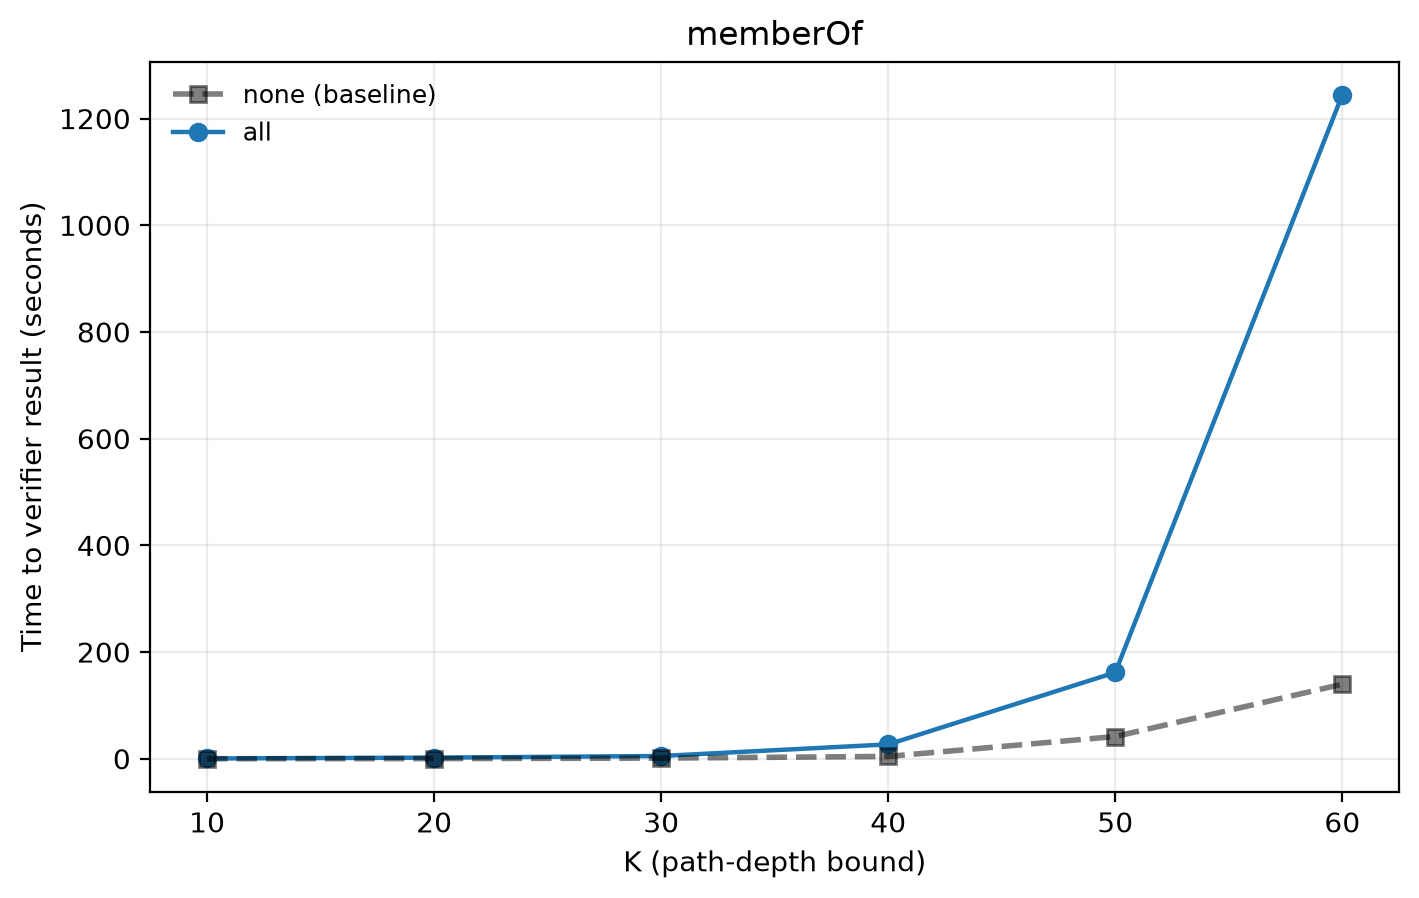 memberOf
none (baseline)
all
Time to verifier result (seconds)
1200
1000
800
600
400
200
0
10 20 30 40 50 60
K (path-depth bound)